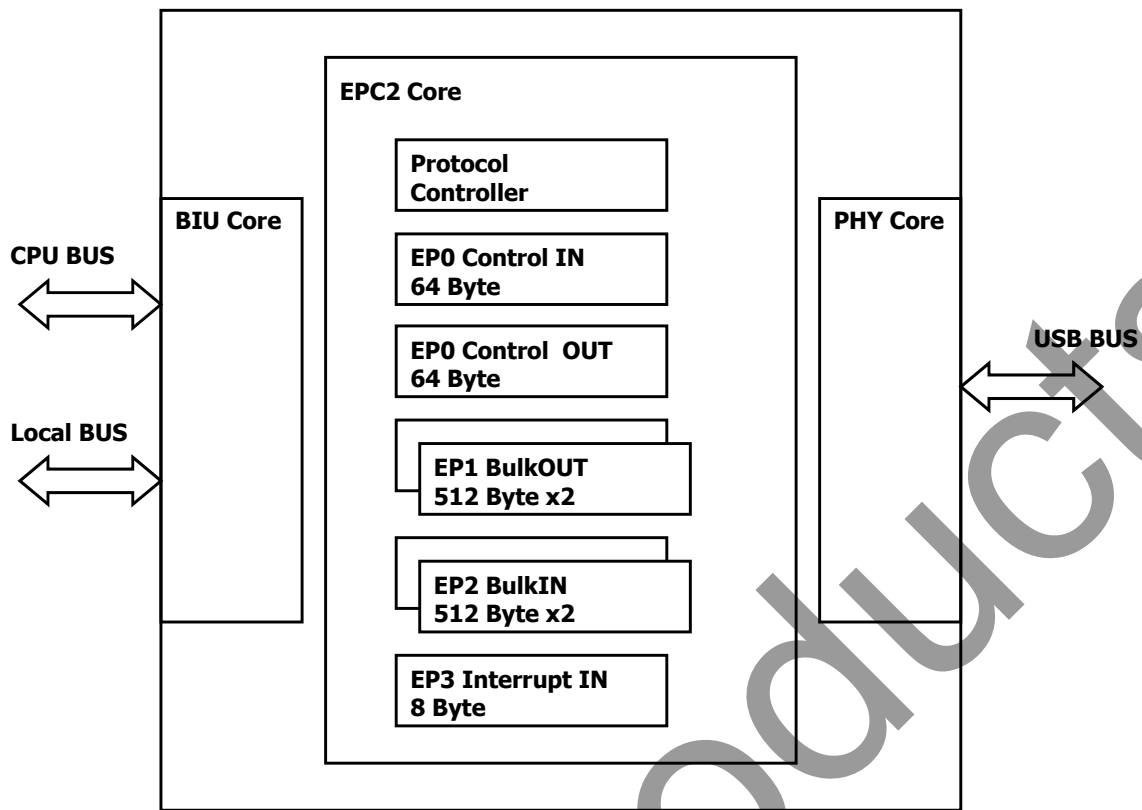 EPC2 Core
Protocol
Controller
BIU Core
PHY Core
CPU BUS
EP0 Control IN
64 Byte
USB BUS
EP0 Control  OUT
64 Byte
Local BUS
EP1 BulkOUT
512 Byte x2
EP2 BulkIN
512 Byte x2
EP3 Interrupt IN
8 Byte